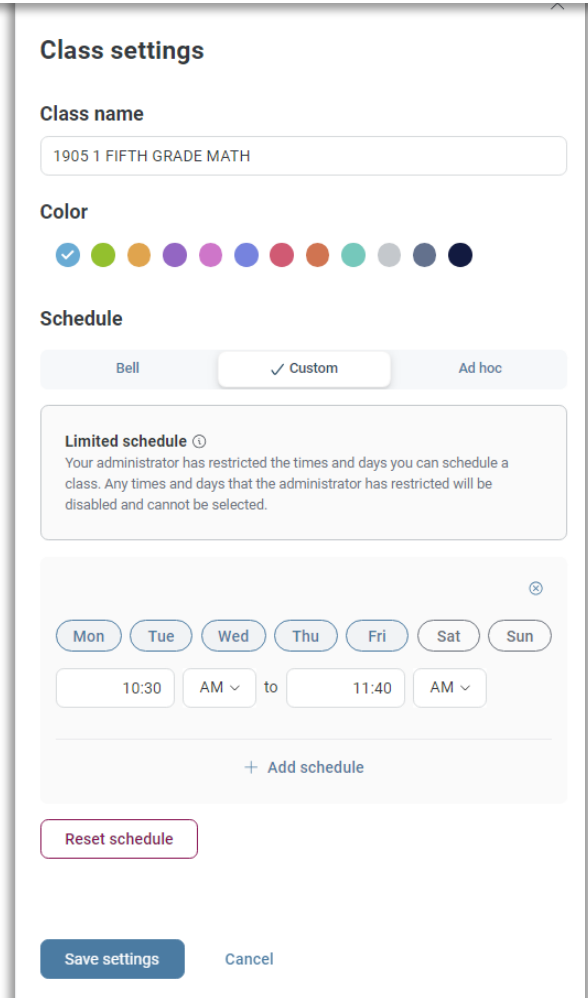 Class settings
Class name
1905 1 FIFTH GRADE MATH
Color
Schedule
Bell
Custom
Ad hoc
Limited schedule
Your administrator has restricted the times and days you can schedule a
class. Any times and days that the administrator has restricted will be
disabled and cannot be selected.
Mon Tue Wed Thu Fri Sat Sun
10:30 AM to 11:40 AM
+ Add schedule
Reset schedule
Save settings
Cancel